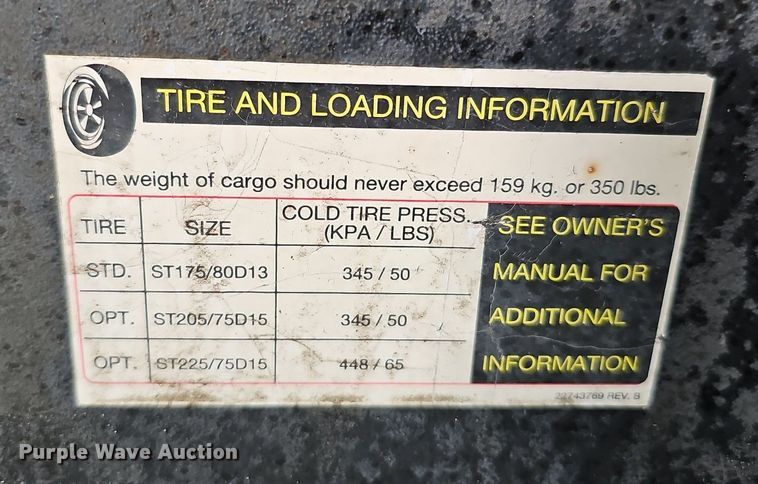 TIRE AND LOADING INFORMATION
The weight of cargo should never exceed 159 kg. or 350 lbs.
TIRE SIZE COLD TIRE PRESS. (KPA / LBS)
STD. ST175/80D13 345 / 50
OPT. ST205/75D15 345 / 50
OPT. ST225/75D15 448 / 65
SEE OWNER'S
MANUAL FOR
ADDITIONAL
INFORMATION
22743769 REV. B
Purple Wave Auction